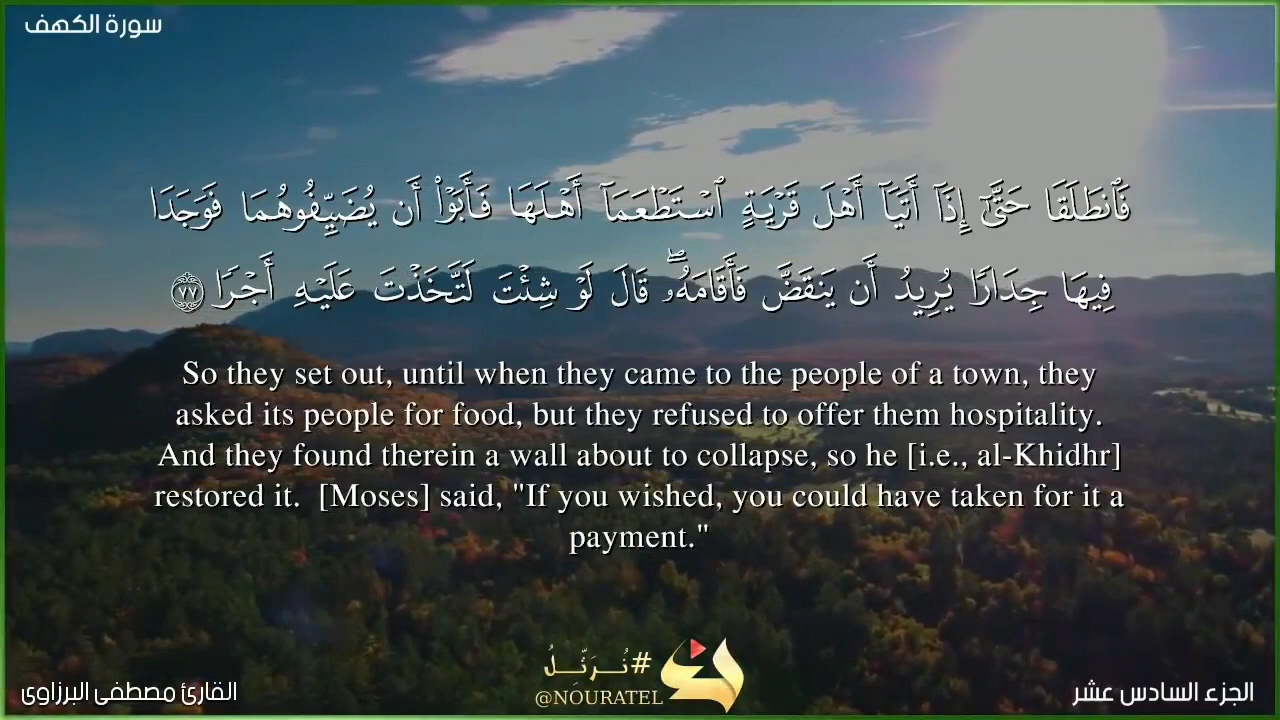 سورة الكهف
فَٱنطَلَقَا حَتَّىٰٓ إِذَآ أَتَيَآ أَهْلَ قَرْيَةٍ ٱسْتَطْعَمَآ أَهْلَهَا فَأَبَوْا۟ أَن يُضَيِّفُوهُمَا فَوَجَدَا
فِيهَا جِدَارًا يُرِيدُ أَن يَنقَضَّ فَأَقَامَهُۥ ۖ قَالَ لَوْ شِئْتَ لَتَّخَذْتَ عَلَيْهِ أَجْرًا ٧٧
So they set out, until when they came to the people of a town, they
asked its people for food, but they refused to offer them hospitality.
And they found therein a wall about to collapse, so he [i.e., al-Khidhr]
restored it.  [Moses] said, "If you wished, you could have taken for it a
payment."
#نُرَتِّلُ
@NOURATEL
الجزء السادس عشر
القارئ مصطفى البرزاوى